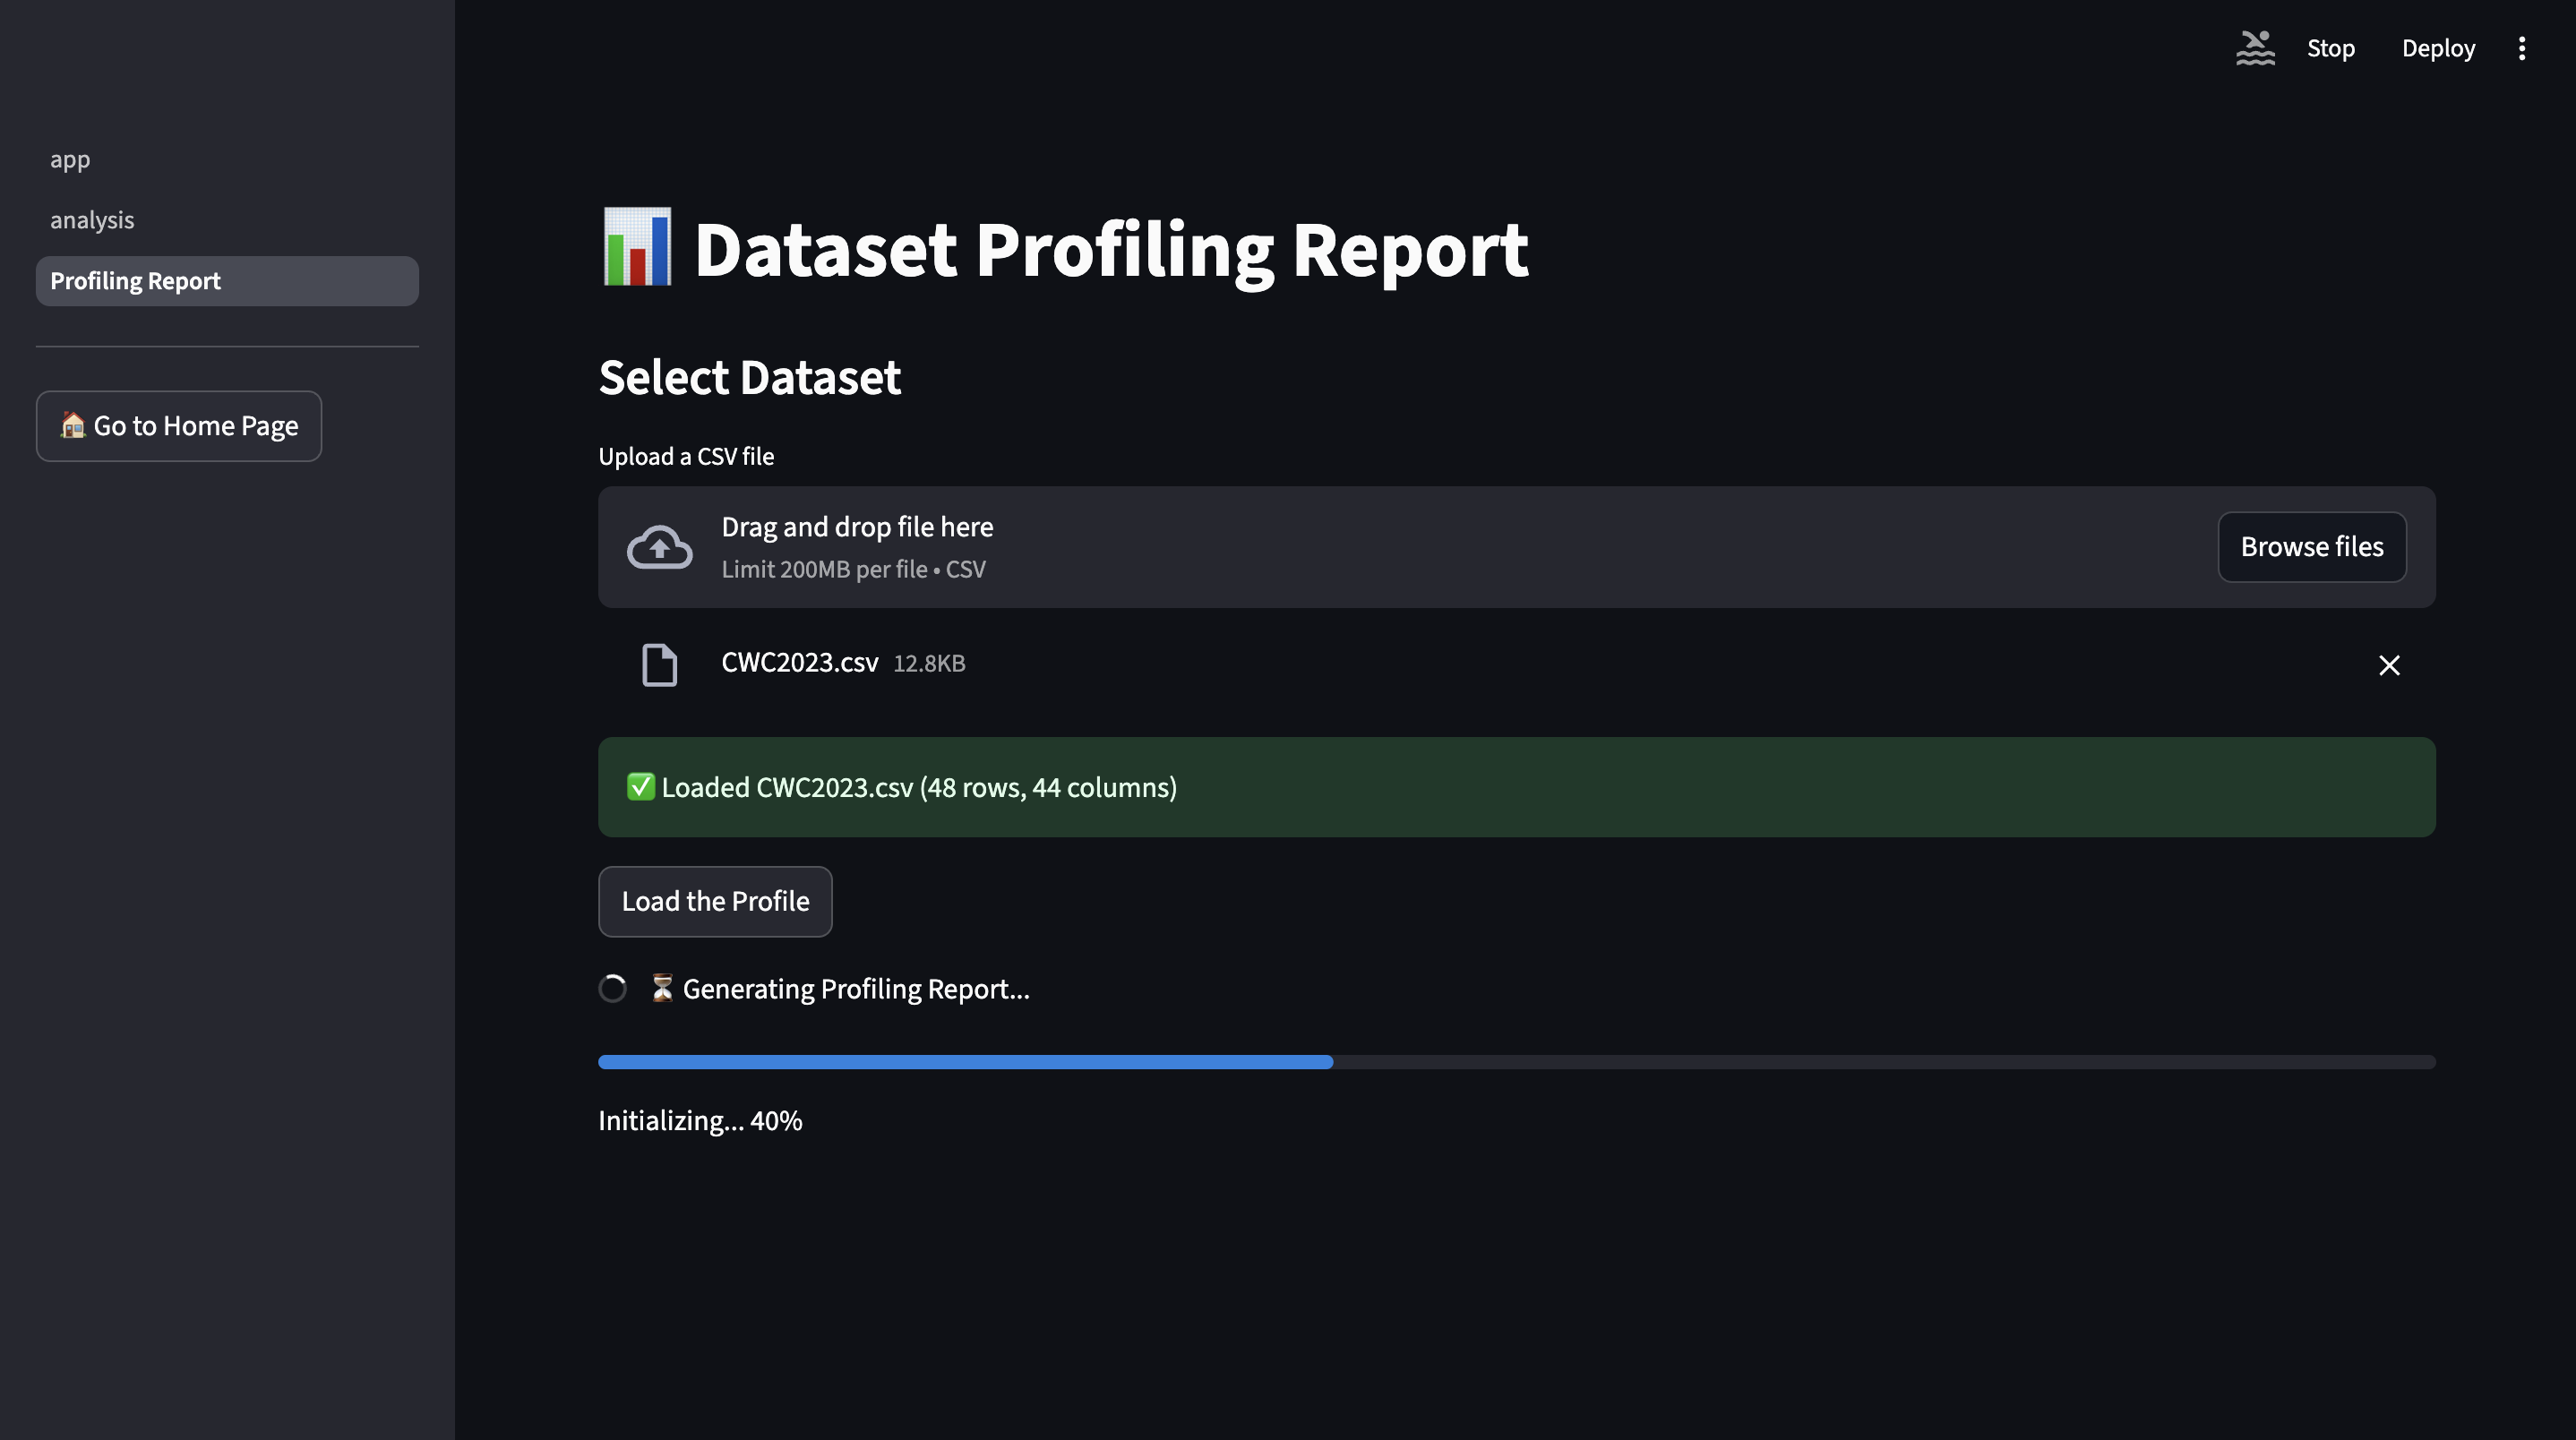 Stop
Deploy
app
analysis
Profiling Report
🏠 Go to Home Page
📊 Dataset Profiling Report
Select Dataset
Upload a CSV file
Drag and drop file here
Limit 200MB per file • CSV
Browse files
CWC2023.csv 12.8KB
✅ Loaded CWC2023.csv (48 rows, 44 columns)
Load the Profile
⏳ Generating Profiling Report...
Initializing... 40%